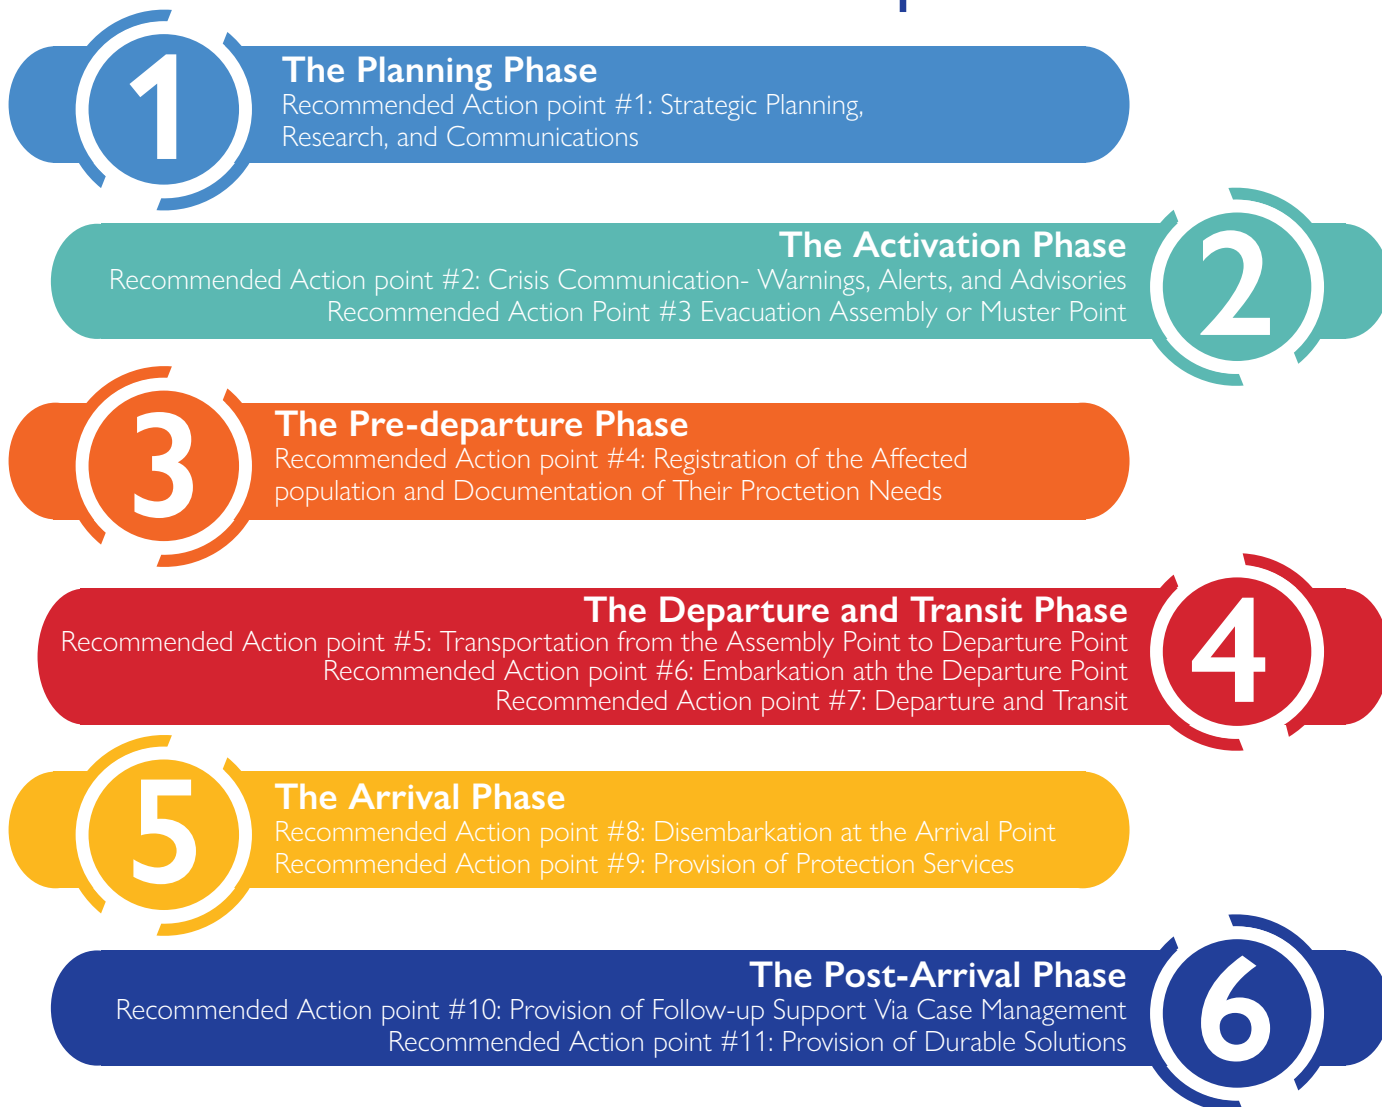 1
The Planning Phase
Recommended Action point #1: Strategic Planning,
Research, and Communications
The Activation Phase
Recommended Action point #2: Crisis Communication- Warnings, Alerts, and Advisories
Recommended Action Point #3 Evacuation Assembly or Muster Point
2
3
The Pre-departure Phase
Recommended Action point #4: Registration of the Affected
population and Documentation of Their Proctetion Needs
The Departure and Transit Phase
Recommended Action point #5: Transportation from the Assembly Point to Departure Point
Recommended Action point #6: Embarkation ath the Departure Point
Recommended Action point #7: Departure and Transit
4
5
The Arrival Phase
Recommended Action point #8: Disembarkation at the Arrival Point
Recommended Action point #9: Provision of Protection Services
The Post-Arrival Phase
Recommended Action point #10: Provision of Follow-up Support Via Case Management
Recommended Action point #11: Provision of Durable Solutions
6